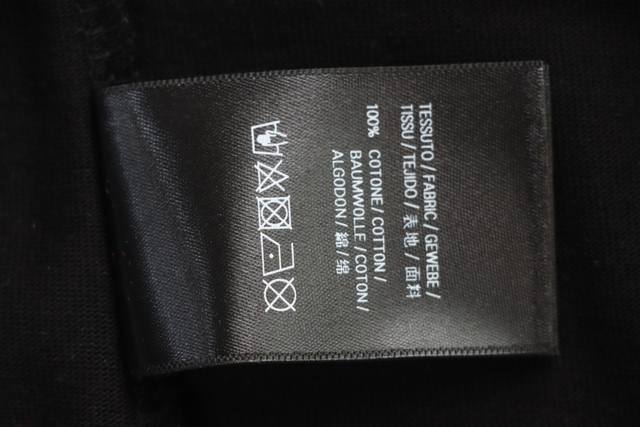 TESSUTO / FABRIC / GEWEBE /
TISSU / TEJIDO / 表地 / 面料
100% COTONE / COTTON /
BAUMWOLLE / COTON /
ALGODON / 綿 / 绵